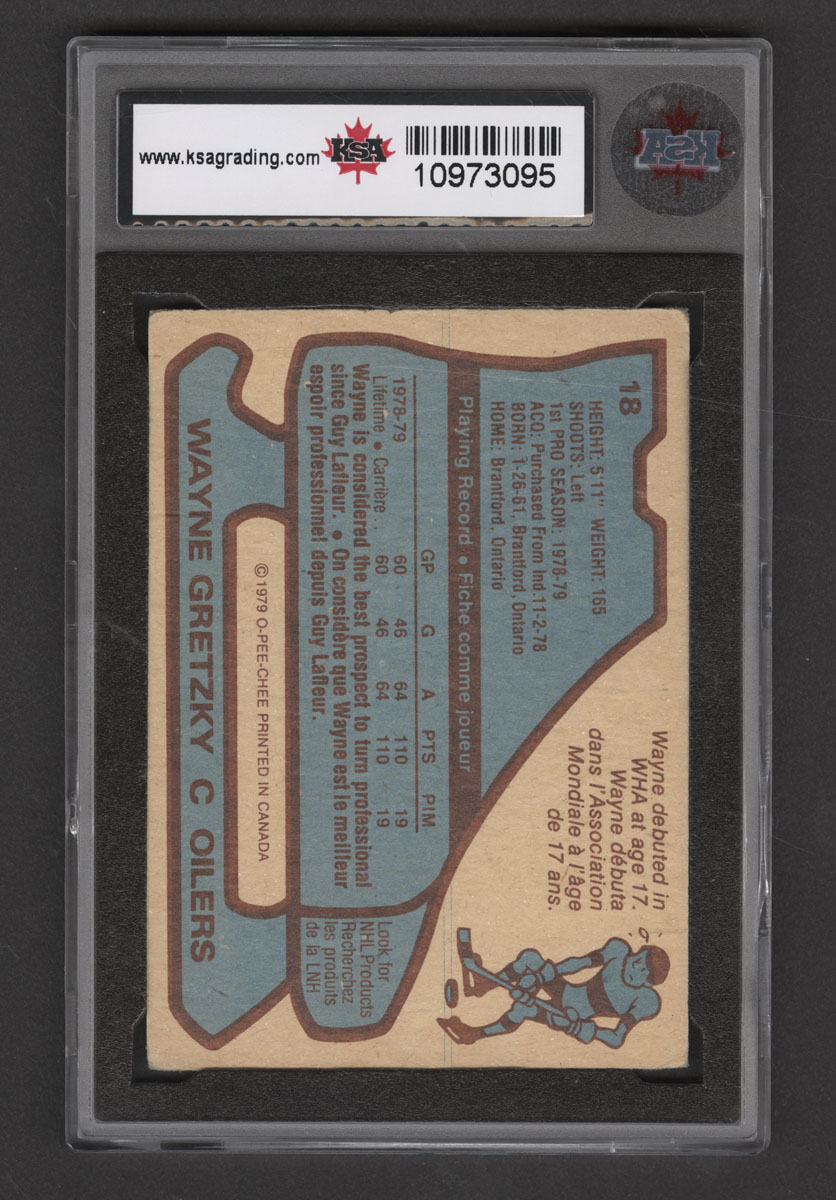 www.ksagrading.com
KSA
10973095
KSA
18
HEIGHT: 5'11" WEIGHT: 165
SHOOTS: Left
1st PRO SEASON: 1978-79
ACQ: Purchased From Ind.11-2-78
BORN: 1-26-61, Brantford, Ontario
HOME: Brantford, Ontario
Playing Record • Fiche comme joueur
GP G A PTS PIM
1978-79 60 46 64 110 19
Lifetime • Carrière . . 60 46 64 110 19
Wayne is considered the best prospect to turn professional
since Guy Lafleur. • On considère que Wayne est le meilleur
espoir professionnel depuis Guy Lafleur.
Wayne debuted in
WHA at age 17.
Wayne débuta
dans l'Association
Mondiale à l'âge
de 17 ans.
Look for
NHL Products
Recherchez
les produits
de la LNH
© 1979 O-PEE-CHEE PRINTED IN CANADA
WAYNE GRETZKY C OILERS